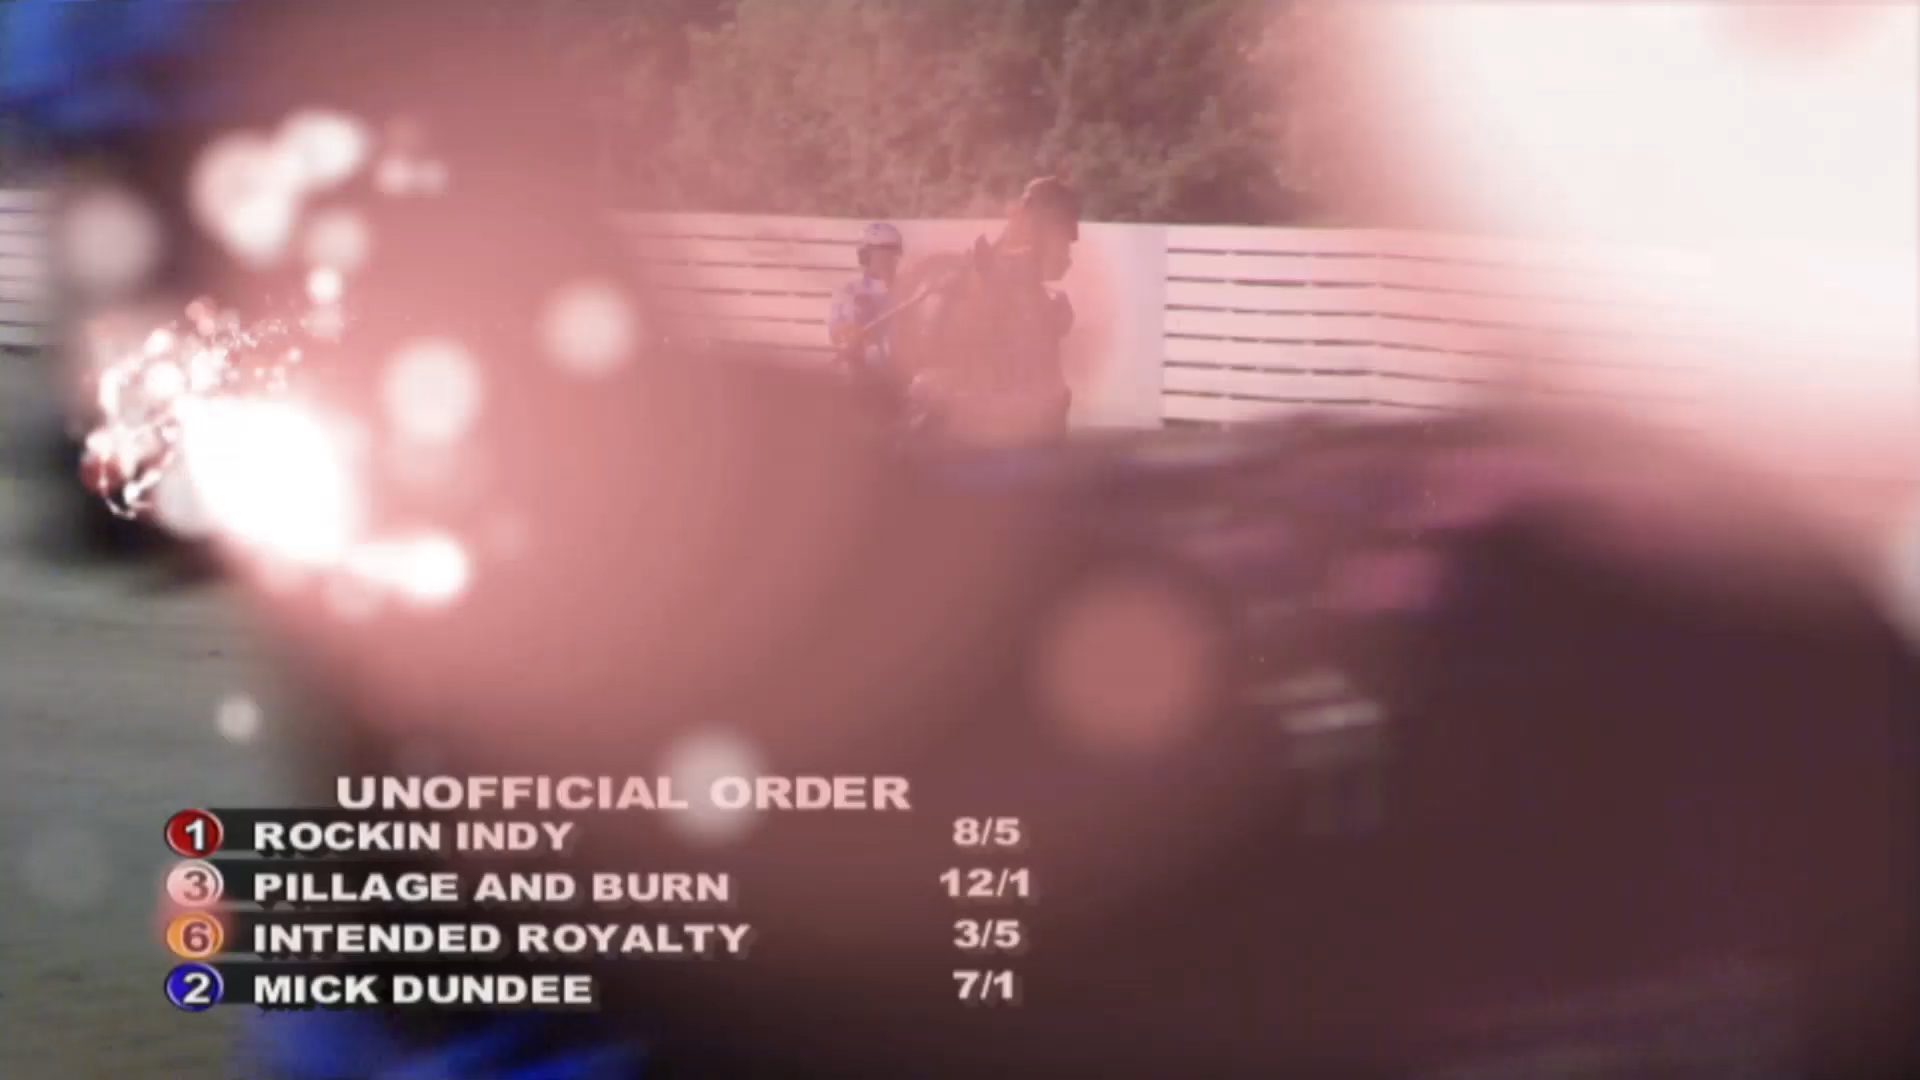 UNOFFICIAL ORDER
1 ROCKIN INDY 8/5
3 PILLAGE AND BURN 12/1
6 INTENDED ROYALTY 3/5
2 MICK DUNDEE 7/1